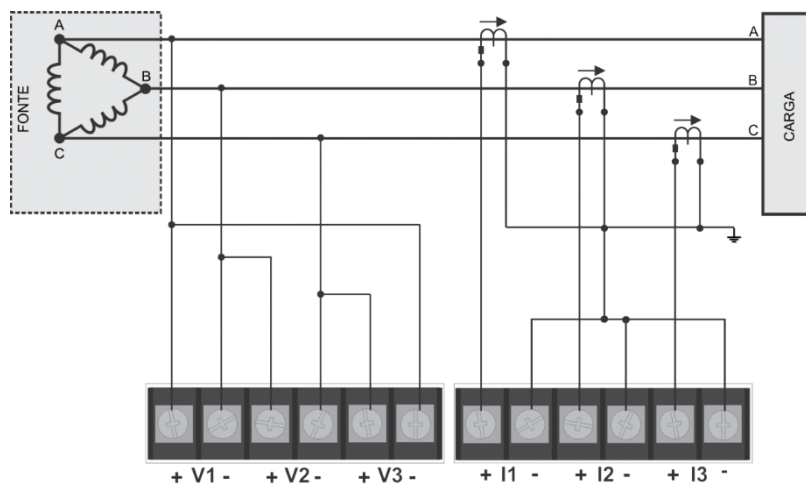 A
B
C
FONTE
A
B
C
CARGA
+ V1 - + V2 - + V3 -
+ I1 - + I2 - + I3 -